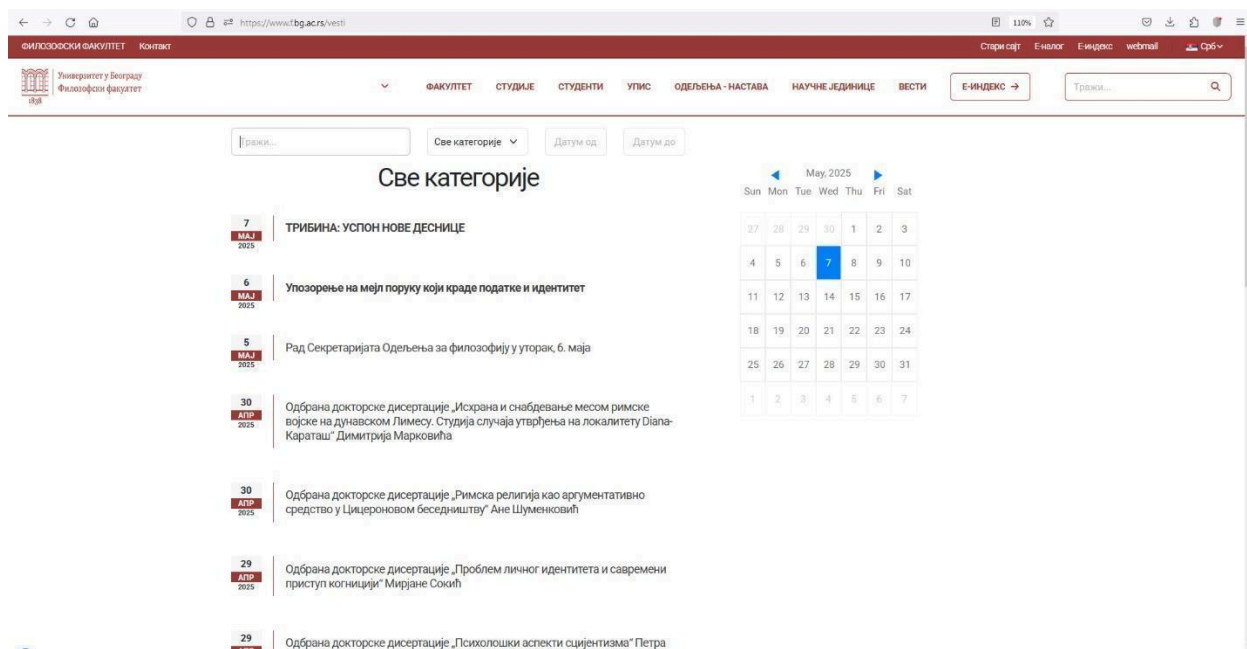 https://www.f.bg.ac.rs/vesti
110%
ФИЛОЗОФСКИ ФАКУЛТЕТ Контакт
Стари сајт Е-налог Е-индекс webmail Срб
Универзитет у Београду
Филозофски факултет
1838
ФАКУЛТЕТ СТУДИЈЕ СТУДЕНТИ УПИС ОДЕЉЕЊА - НАСТАВА НАУЧНЕ ЈЕДИНИЦЕ ВЕСТИ Е-ИНДЕКС → Тражи...
Тражи... Све категорије Датум од Датум до
Све категорије
7
МАЈ
2025
ТРИБИНА: УСПОН НОВЕ ДЕСНИЦЕ
6
МАЈ
2025
Упозорење на мејл поруку који краде податке и идентитет
5
МАЈ
2025
Рад Секретаријата Одељења за филозофију у уторак, 6. маја
30
АПР
2025
Одбрана докторске дисертације „Исхрана и снабдевање месом римске
војске на дунавском Лимесу. Студија случаја утврђења на локалитету Diana-
Караташ“ Димитрија Марковића
30
АПР
2025
Одбрана докторске дисертације „Римска религија као аргументативно
средство у Цицероновом беседништву“ Ане Шуменковић
29
АПР
2025
Одбрана докторске дисертације „Проблем личног идентитета и савремени
приступ когницији“ Мирјане Сокић
29
Одбрана докторске дисертације „Психолошки аспекти сцијентизма“ Петра
May, 2025
Sun Mon Tue Wed Thu Fri Sat
27 28 29 30 1 2 3
4 5 6 7 8 9 10
11 12 13 14 15 16 17
18 19 20 21 22 23 24
25 26 27 28 29 30 31
1 2 3 4 5 6 7